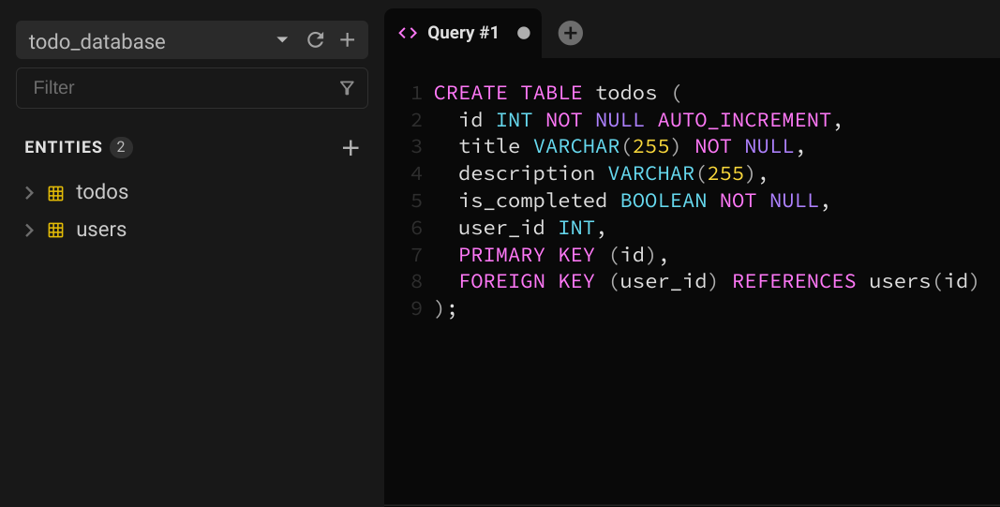 todo_database
Filter
ENTITIES 2
todos
users
Query #1
1 CREATE TABLE todos (
2   id INT NOT NULL AUTO_INCREMENT,
3   title VARCHAR(255) NOT NULL,
4   description VARCHAR(255),
5   is_completed BOOLEAN NOT NULL,
6   user_id INT,
7   PRIMARY KEY (id),
8   FOREIGN KEY (user_id) REFERENCES users(id)
9 );